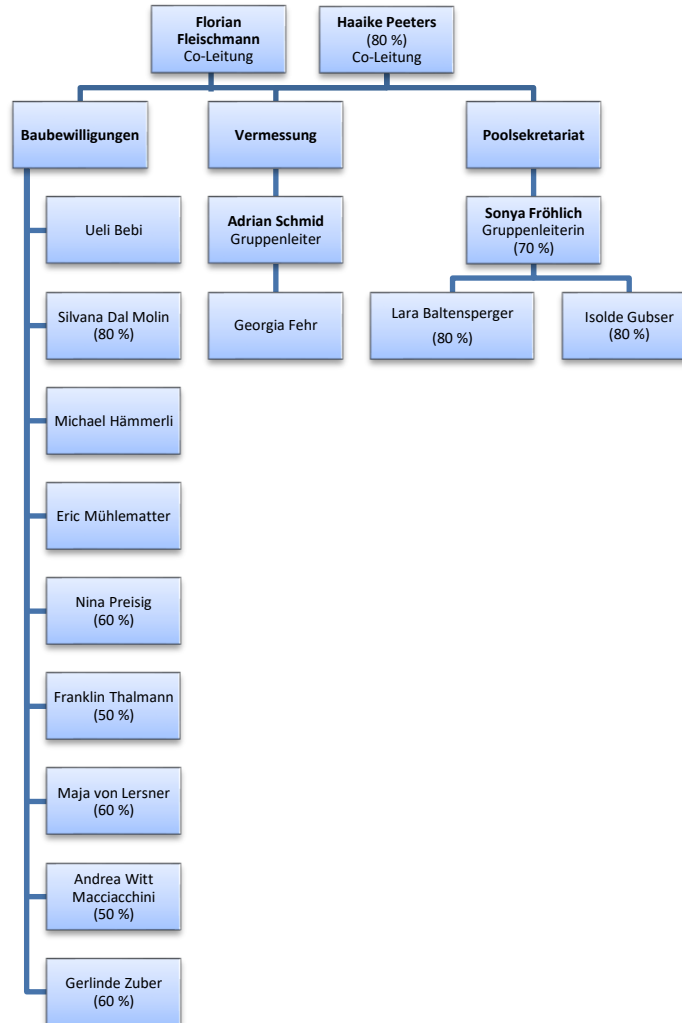 Florian
Fleischmann
Co-Leitung
Haaike Peeters
(80 %)
Co-Leitung
Baubewilligungen
Vermessung
Poolsekretariat
Ueli Bebi
Silvana Dal Molin
(80 %)
Michael Hämmerli
Eric Mühlematter
Nina Preisig
(60 %)
Franklin Thalmann
(50 %)
Maja von Lersner
(60 %)
Andrea Witt
Macciacchini
(50 %)
Gerlinde Zuber
(60 %)
Adrian Schmid
Gruppenleiter
Georgia Fehr
Sonya Fröhlich
Gruppenleiterin
(70 %)
Lara Baltensperger
(80 %)
Isolde Gubser
(80 %)